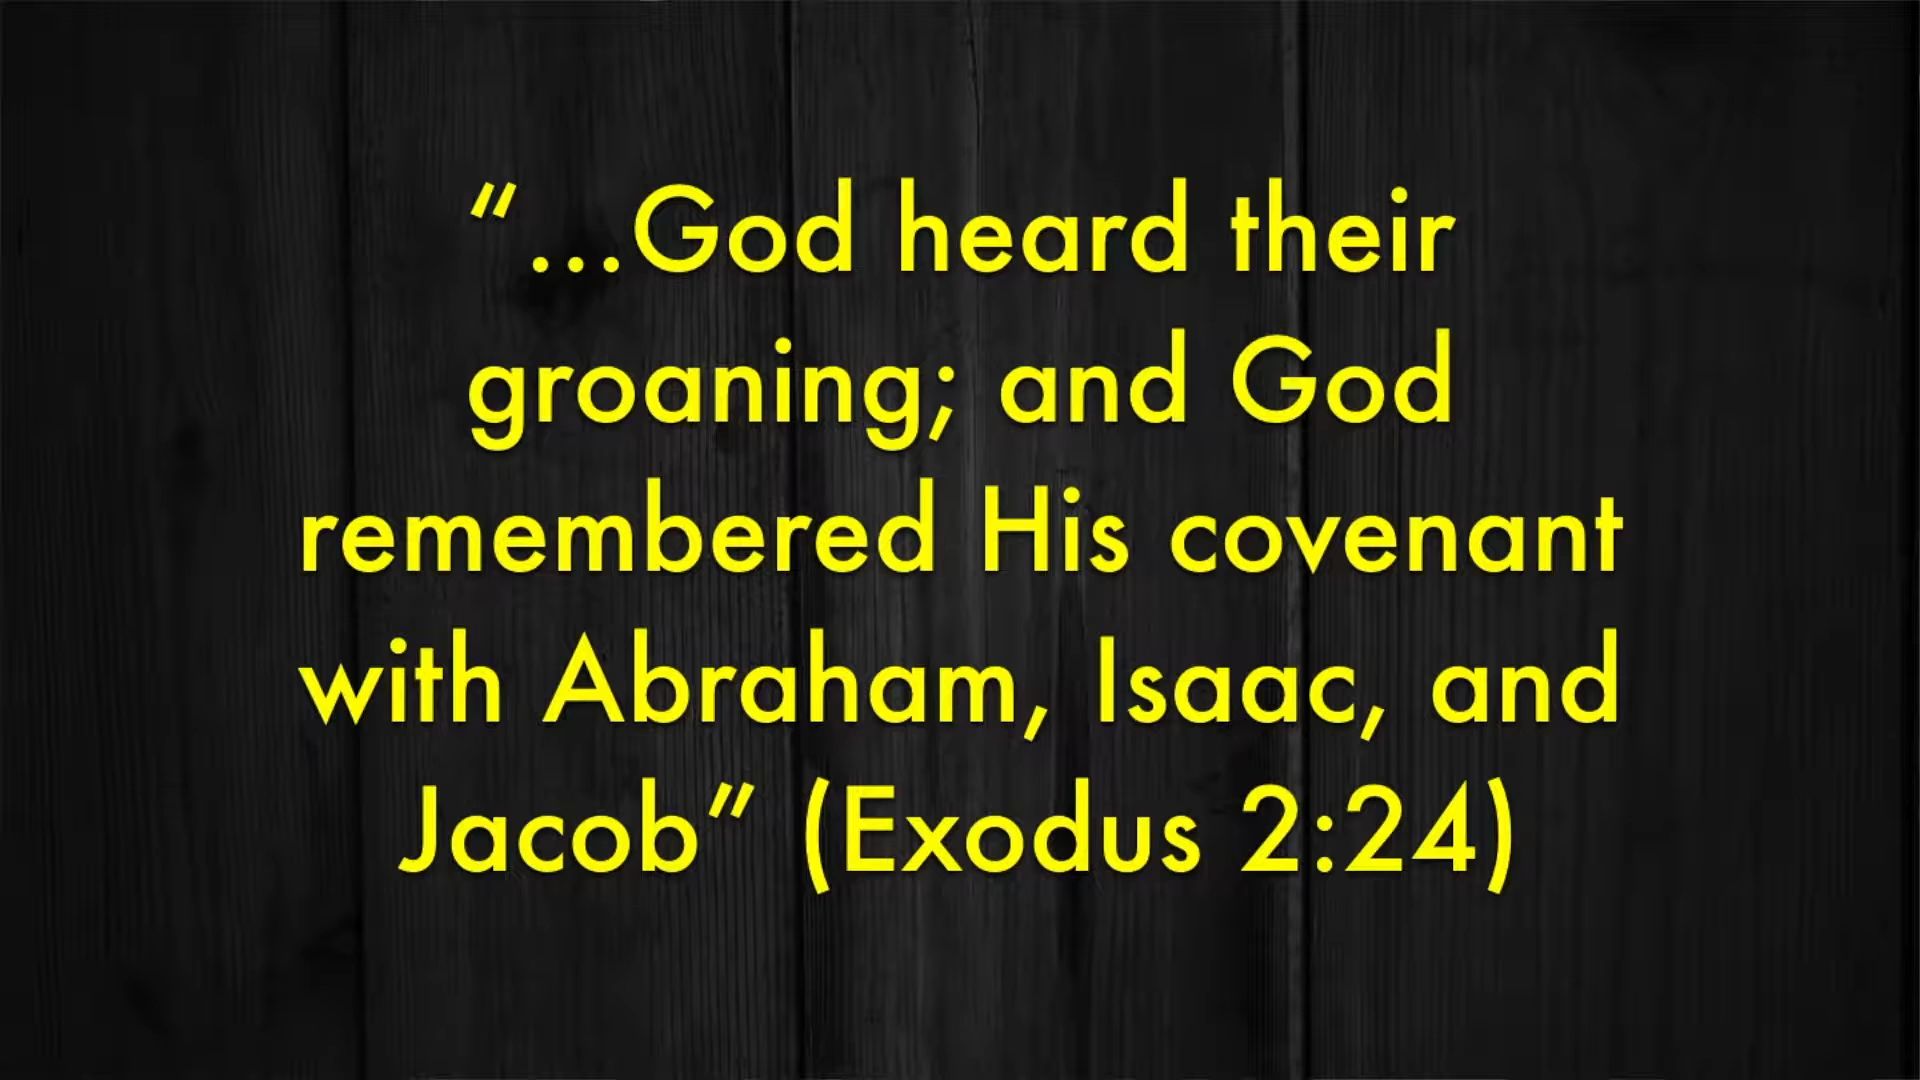 “…God heard their
groaning; and God
remembered His covenant
with Abraham, Isaac, and
Jacob” (Exodus 2:24)